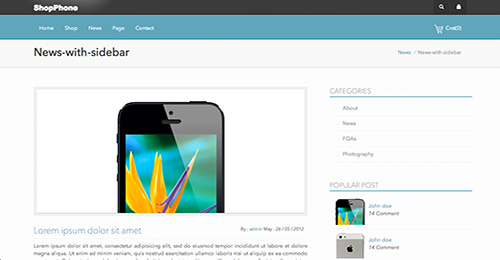 ShopPhone
Home Shop News Page Contact
Cart(0)
News-with-sidebar
News / News-with-sidebar
CATEGORIES
About
News
FQAs
Photography
POPULAR POST
John doe
14 Comment
John doe
14 Comment
Lorem ipsum dolor sit amet
By : admin May - 26 / 05 / 2012
Lorem ipsum dolor sit amet, consectetur adipisicing elit, sed do eiusmod tempor incididunt ut labore et dolore
magna aliqua. Ut enim ad minim veniam, quis nostrud exercitation ullamco laboris nisi ut aliquip ex ea commodo